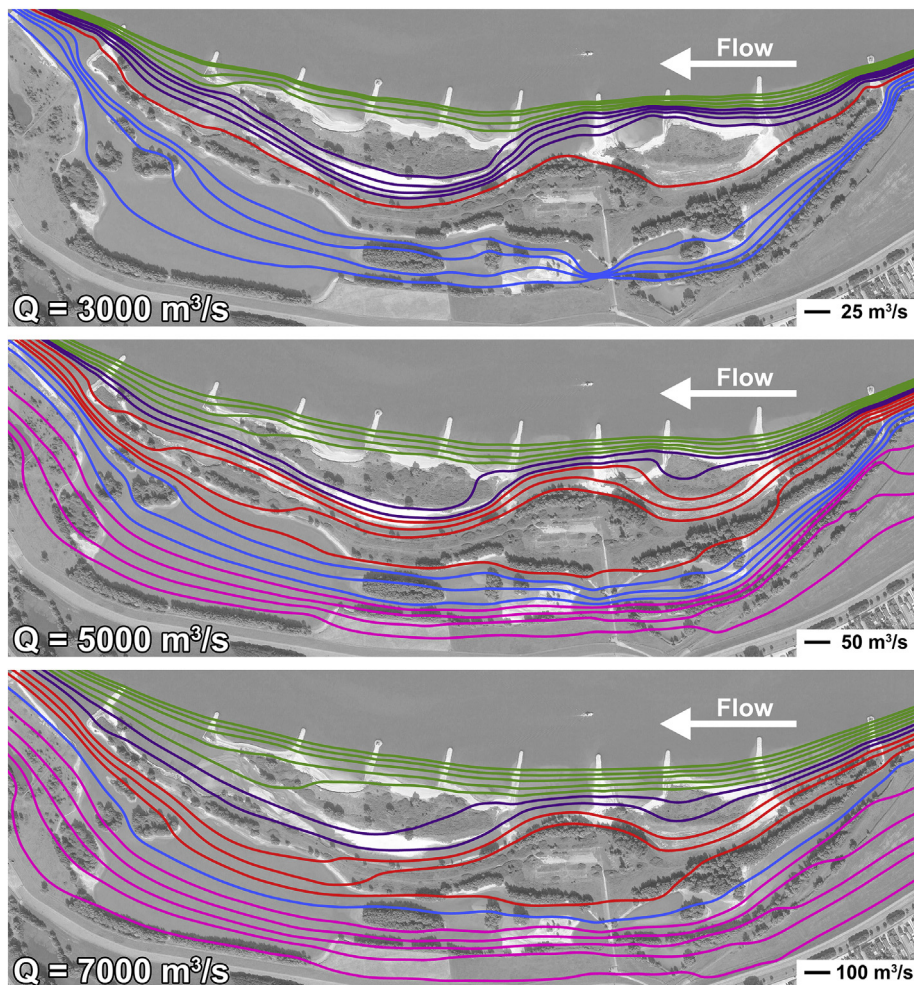 Flow
Q = 3000 m³/s
25 m³/s
Flow
Q = 5000 m³/s
50 m³/s
Flow
Q = 7000 m³/s
100 m³/s